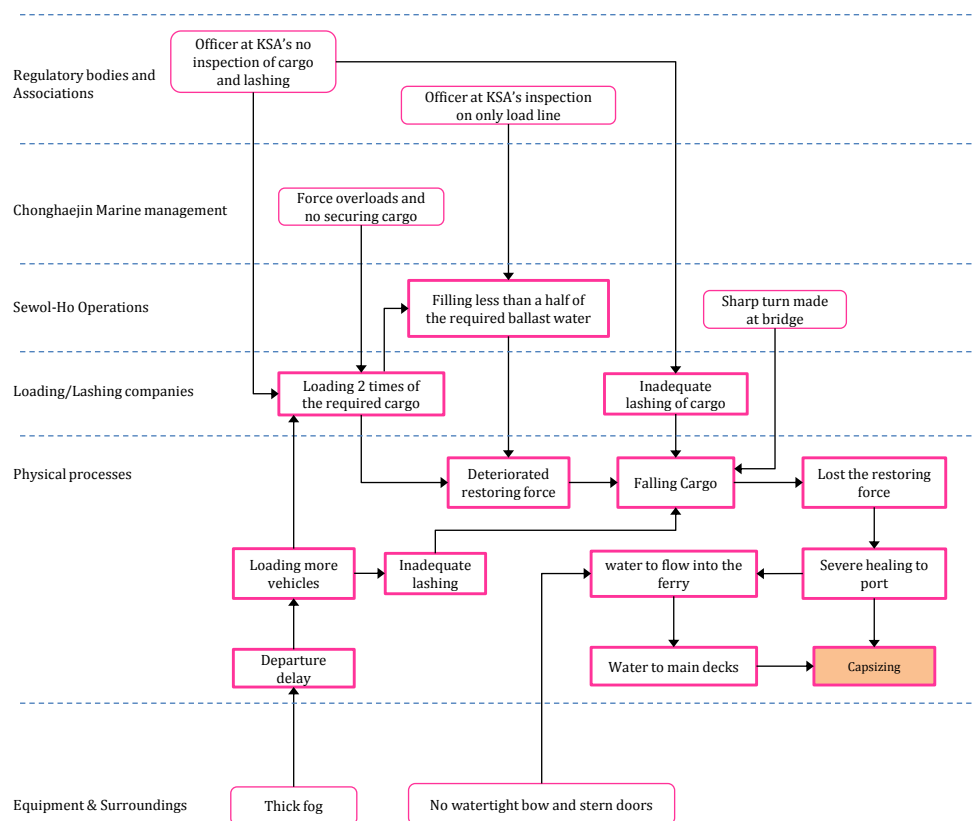 Officer at KSA's no
inspection of cargo
and lashing
Regulatory bodies and
Associations
Officer at KSA's inspection
on only load line
Chonghaejin Marine management
Force overloads and
no securing cargo
Sewol-Ho Operations
Filling less than a half of
the required ballast water
Sharp turn made
at bridge
Loading/Lashing companies
Loading 2 times of
the required cargo
Inadequate
lashing of cargo
Physical processes
Deteriorated
restoring force
Falling Cargo
Lost the restoring
force
Loading more
vehicles
Inadequate
lashing
water to flow into the
ferry
Severe healing to
port
Departure
delay
Water to main decks
Capsizing
Equipment & Surroundings
Thick fog
No watertight bow and stern doors